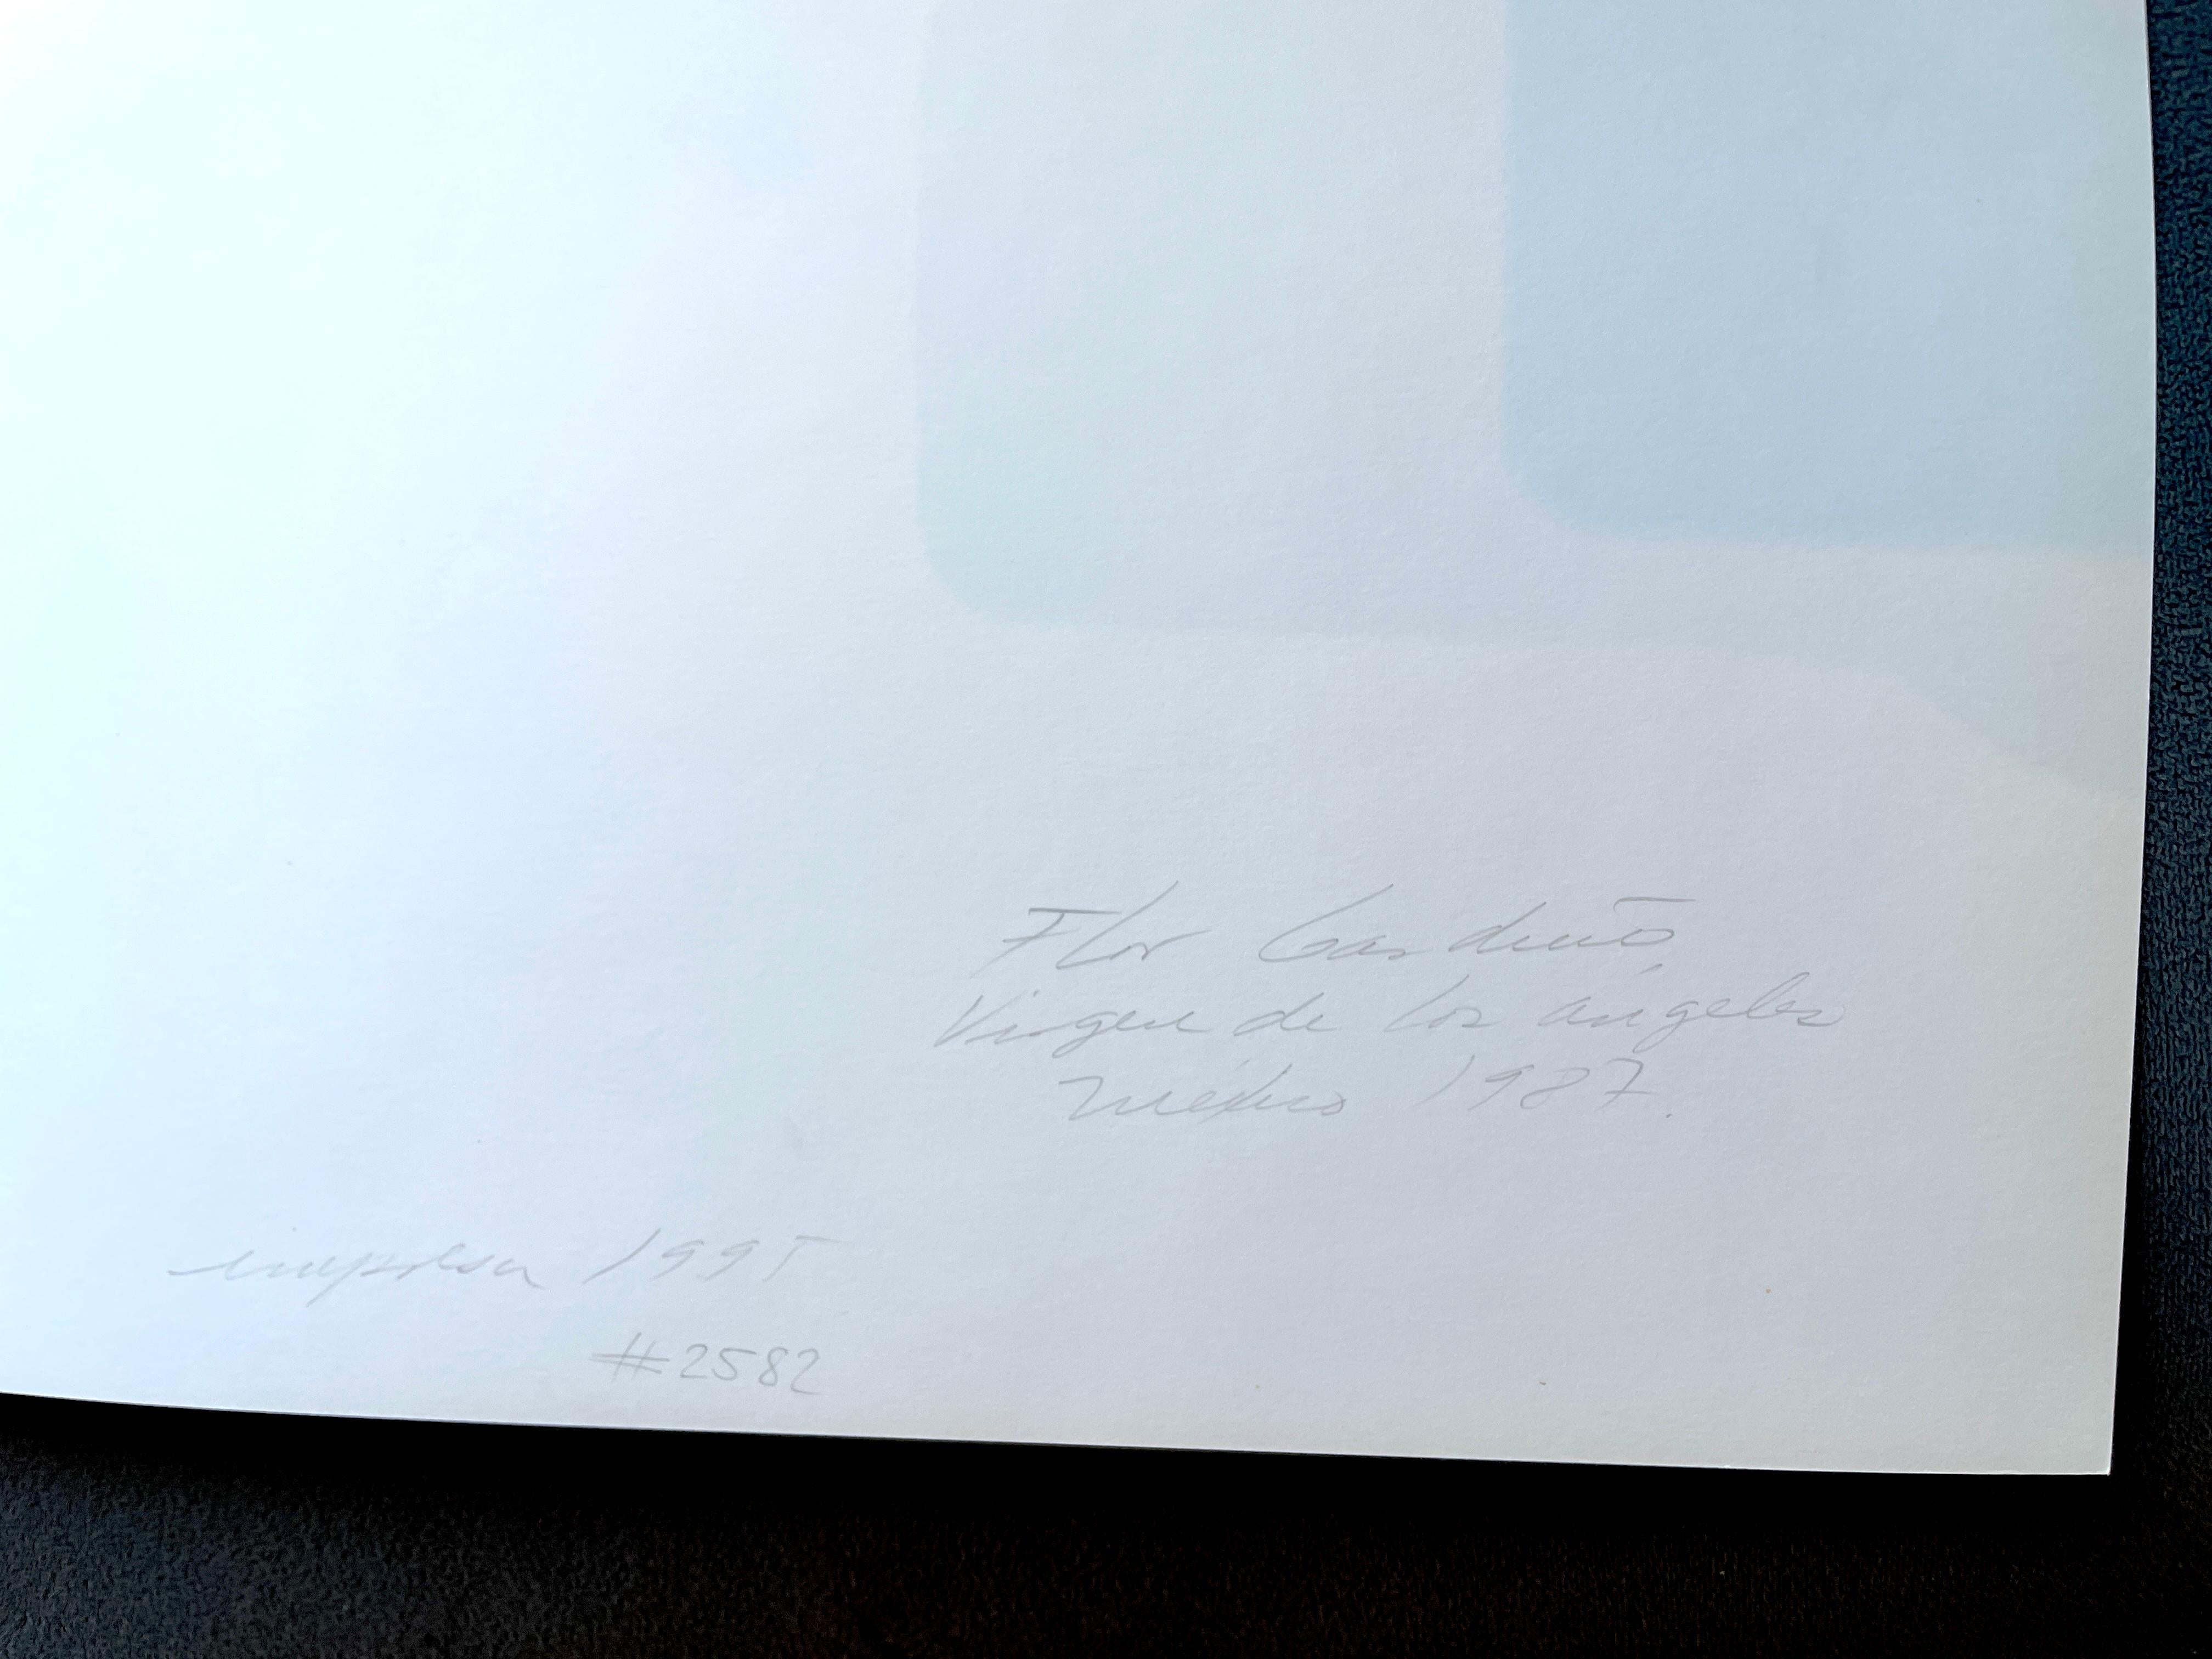 Flor Garduño
Virgen de los ángeles
México 1987.
impresa 1995
#2582